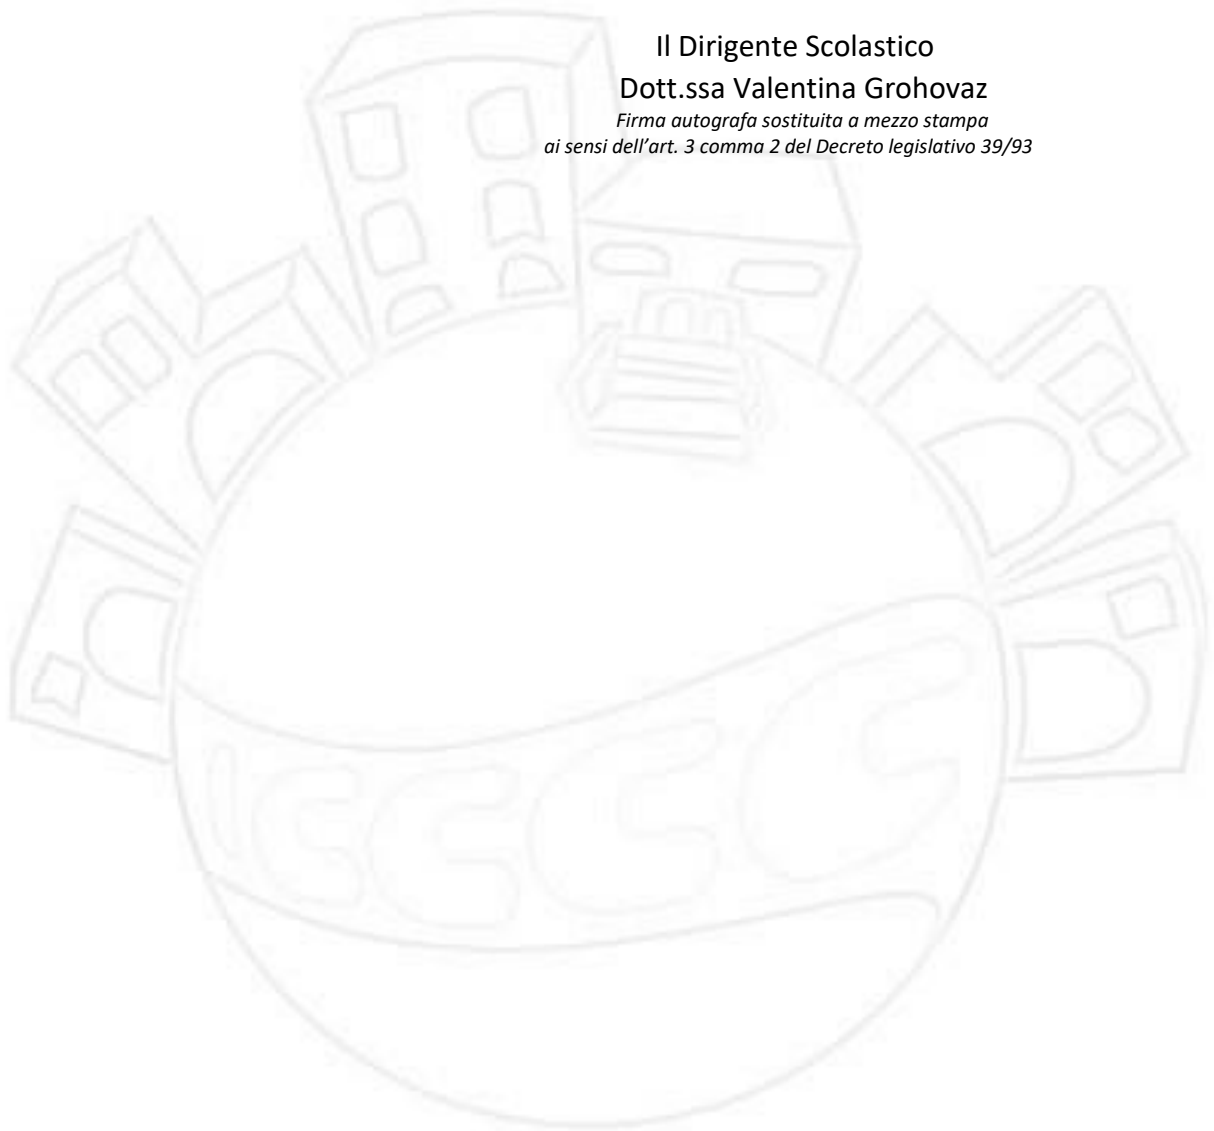 Il Dirigente Scolastico
Dott.ssa Valentina Grohovaz
Firma autografa sostituita a mezzo stampa
ai sensi dell’art. 3 comma 2 del Decreto legislativo 39/93